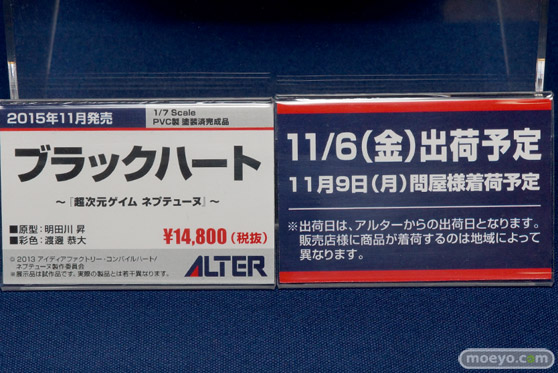 2015年11月発売
1/7 Scale
PVC製 塗装済完成品
ブラックハート
～『超次元ゲイム ネプテューヌ』～
■原型：明田川 昇
■彩色：渡邊 恭大
¥14,800（税抜）
※2013 アイディアファクトリー・コンパイルハート/
ネプテューヌ製作委員会
※展示品は試作品です。実際の製品とは若干異なります。
ALTER
11/6(金)出荷予定
11月9日(月)問屋様着荷予定
※出荷日は、アルターからの出荷日となります。
販売店様に商品が着荷するのは地域によって
異なります。
moeyo.com